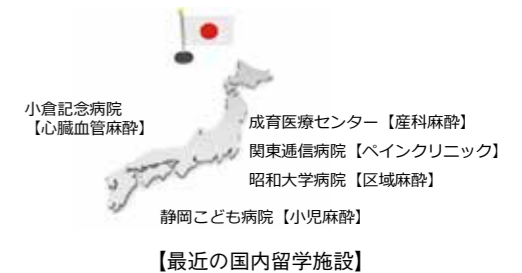 小倉記念病院
【心臓血管麻酔】
成育医療センター【産科麻酔】
関東逓信病院【ペインクリニック】
昭和大学病院【区域麻酔】
静岡こども病院【小児麻酔】
【最近の国内留学施設】